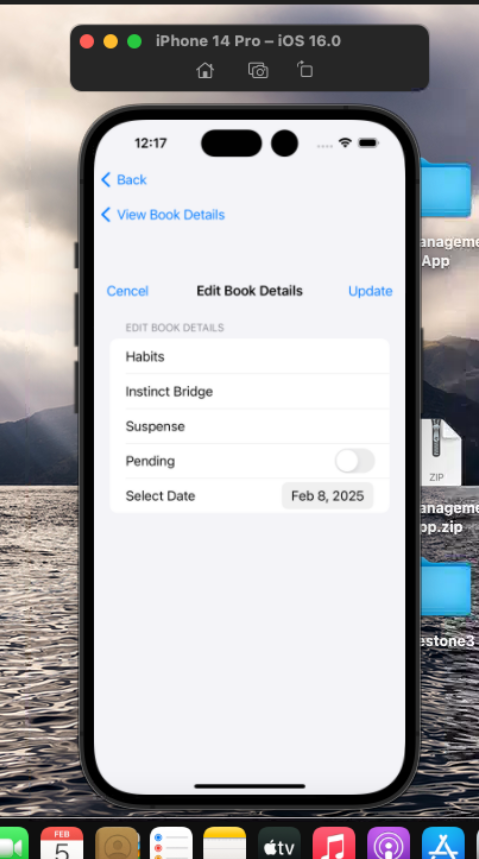 iPhone 14 Pro – iOS 16.0
12:17
Back
View Book Details
Cancel Edit Book Details Update
EDIT BOOK DETAILS
Habits
Instinct Bridge
Suspense
Pending
Select Date Feb 8, 2025
anageme
App
ZIP
anageme
pp.zip
estone3
FEB
5
tv